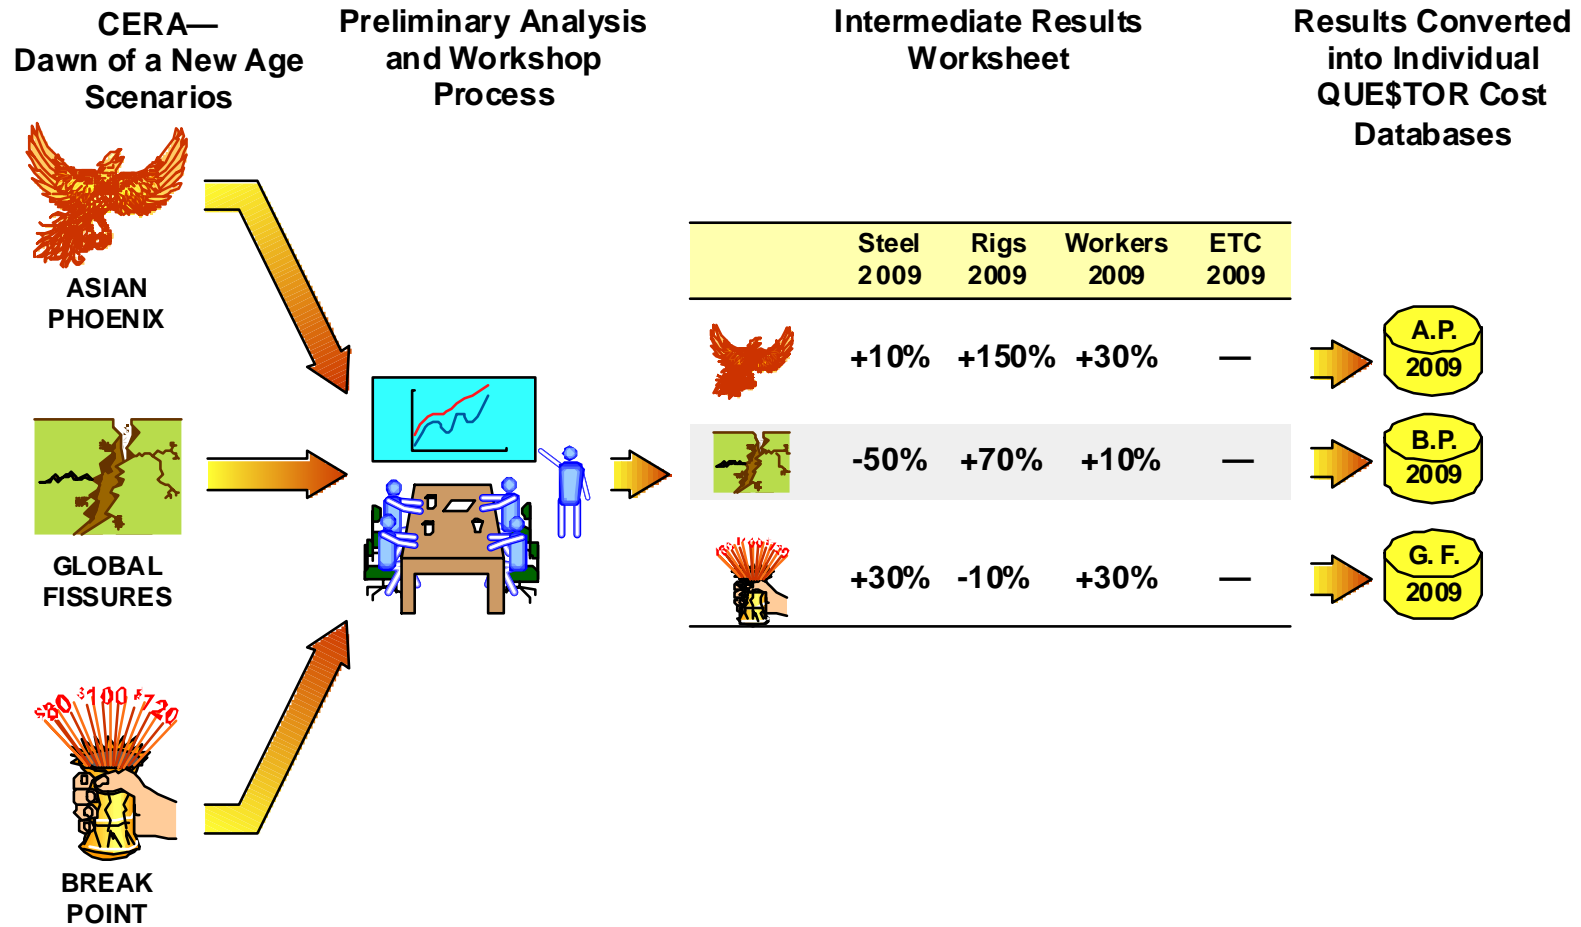 CERA—
Dawn of a New Age
Scenarios
Preliminary Analysis
and Workshop
Process
Intermediate Results
Worksheet
Results Converted
into Individual
QUE$TOR Cost
Databases
ASIAN
PHOENIX
GLOBAL
FISSURES
$80 $100 $120
BREAK
POINT
Steel Rigs Workers ETC
2009 2009 2009 2009
+10% +150% +30% —
-50% +70% +10% —
+30% -10% +30% —
A.P.
2009
B.P.
2009
G. F.
2009